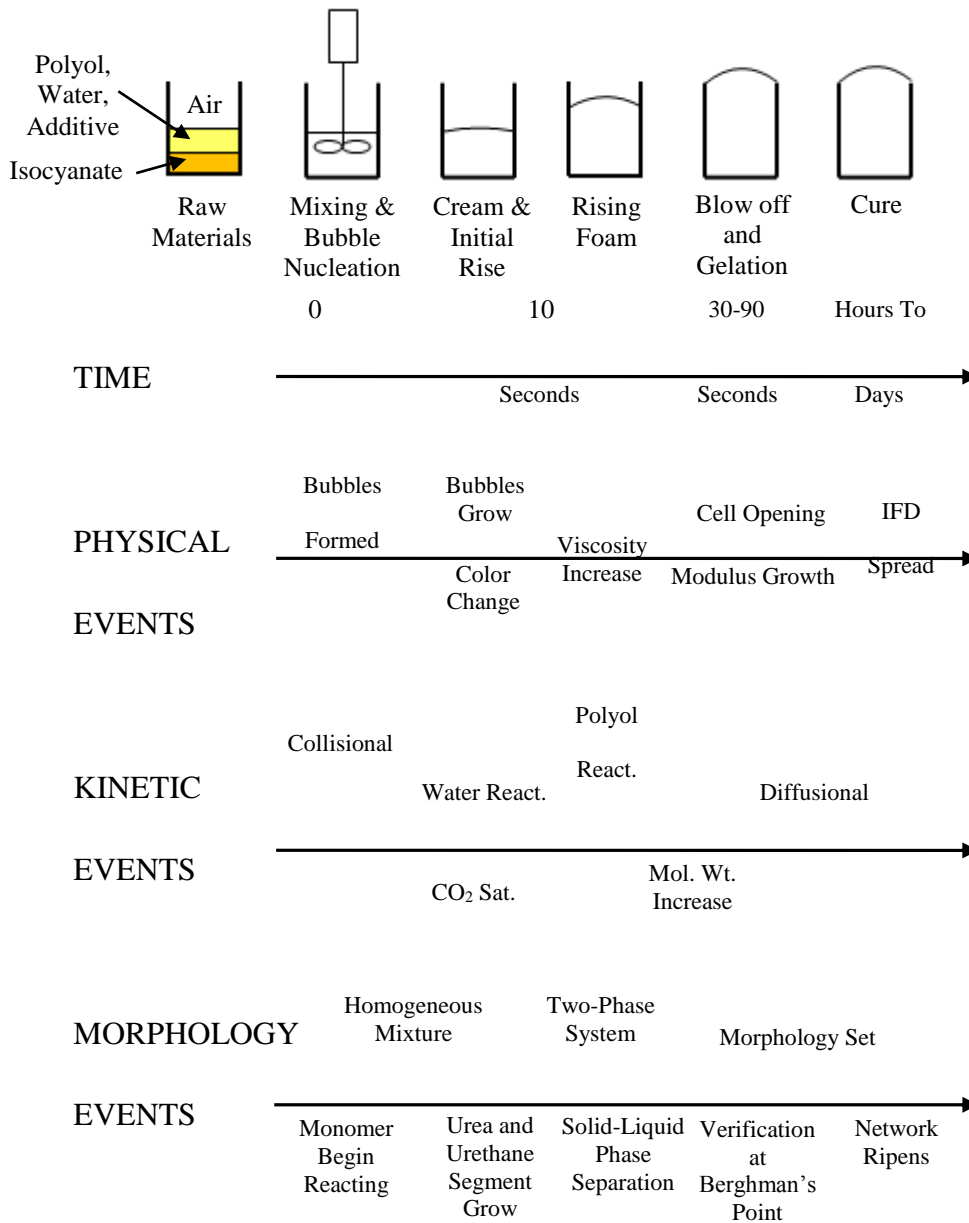 Polyol,
Water,
Additive
Isocyanate
Air
Raw
Materials
Mixing &
Bubble
Nucleation
Cream &
Initial
Rise
Rising
Foam
Blow off
and
Gelation
Cure
0
10
30-90
Hours To
TIME
Seconds
Seconds
Days
PHYSICAL
EVENTS
Bubbles
Formed
Bubbles
Grow
Color
Change
Viscosity
Increase
Cell Opening
Modulus Growth
IFD
Spread
KINETIC
EVENTS
Collisional
Water React.
CO₂ Sat.
Polyol
React.
Mol. Wt.
Increase
Diffusional
MORPHOLOGY
EVENTS
Homogeneous
Mixture
Two-Phase
System
Morphology Set
Monomer
Begin
Reacting
Urea and
Urethane
Segment
Grow
Solid-Liquid
Phase
Separation
Verification
at
Berghman’s
Point
Network
Ripens